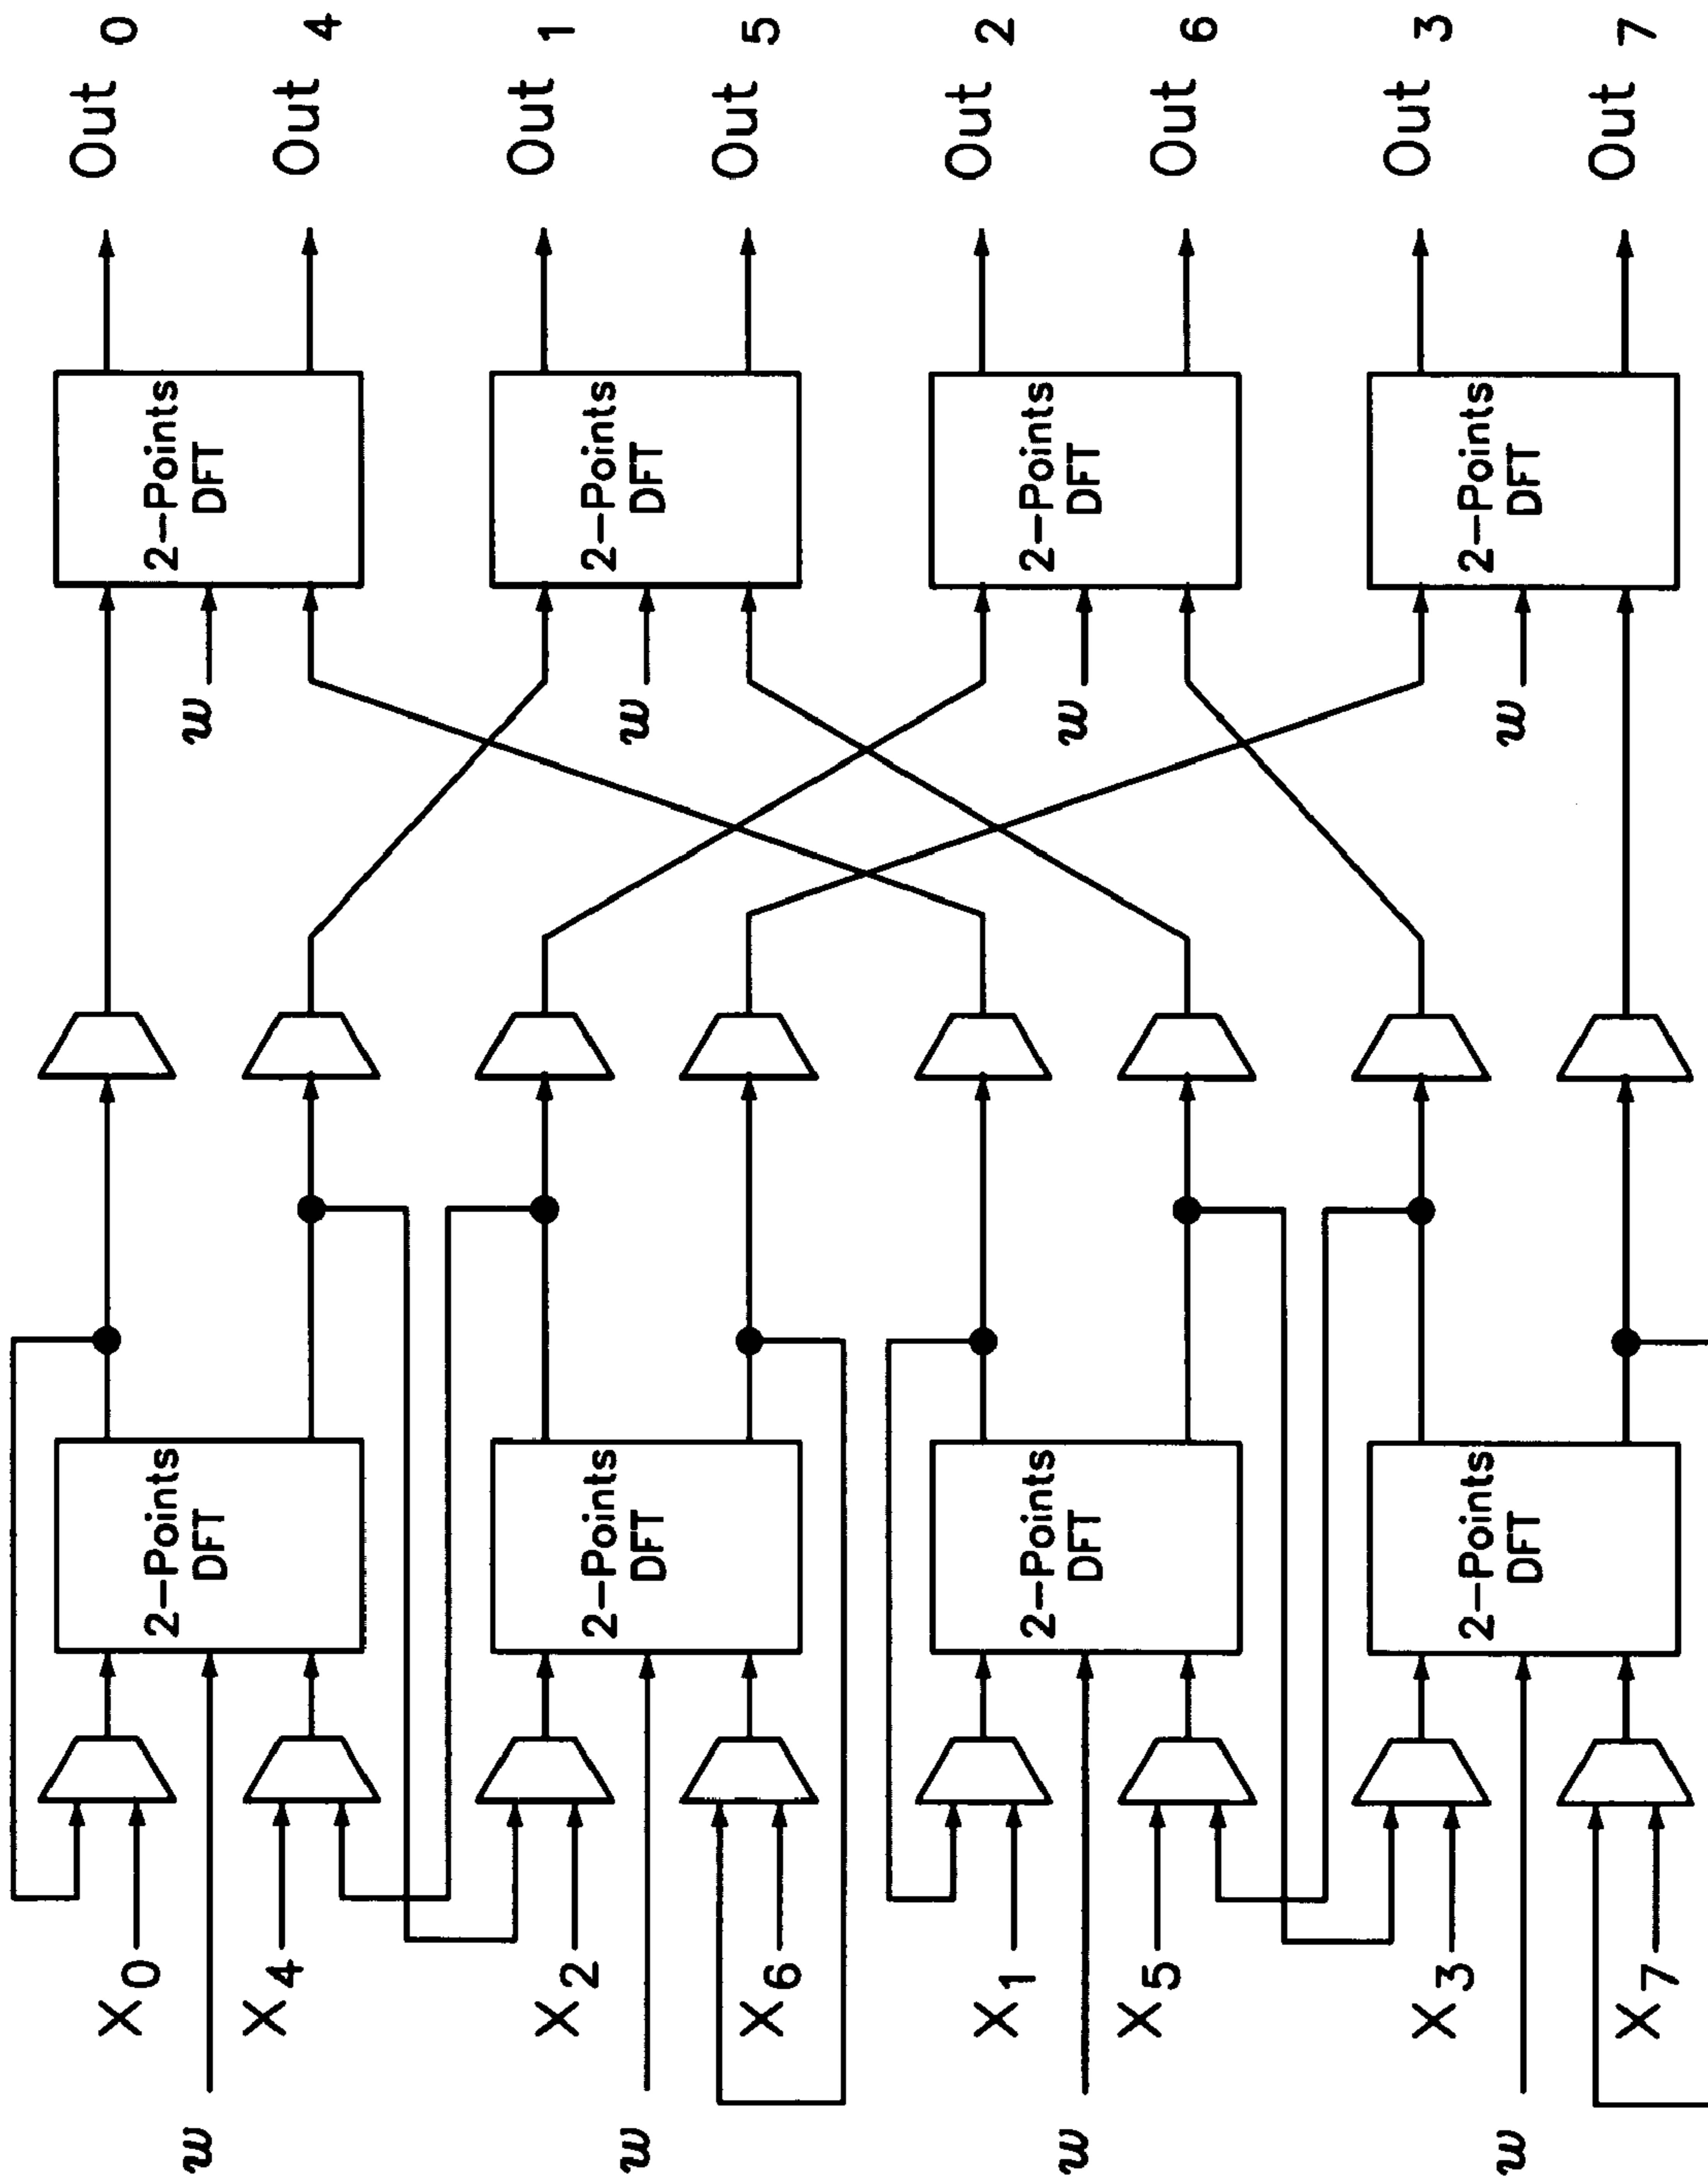 Out 0
Out 4
Out 1
Out 5
Out 2
Out 6
Out 3
Out 7
2-Points
DFT
2-Points
DFT
2-Points
DFT
2-Points
DFT
w
w
w
w
2-Points
DFT
2-Points
DFT
2-Points
DFT
2-Points
DFT
X0
X4
X2
X6
X1
X5
X3
X7
w
w
w
w